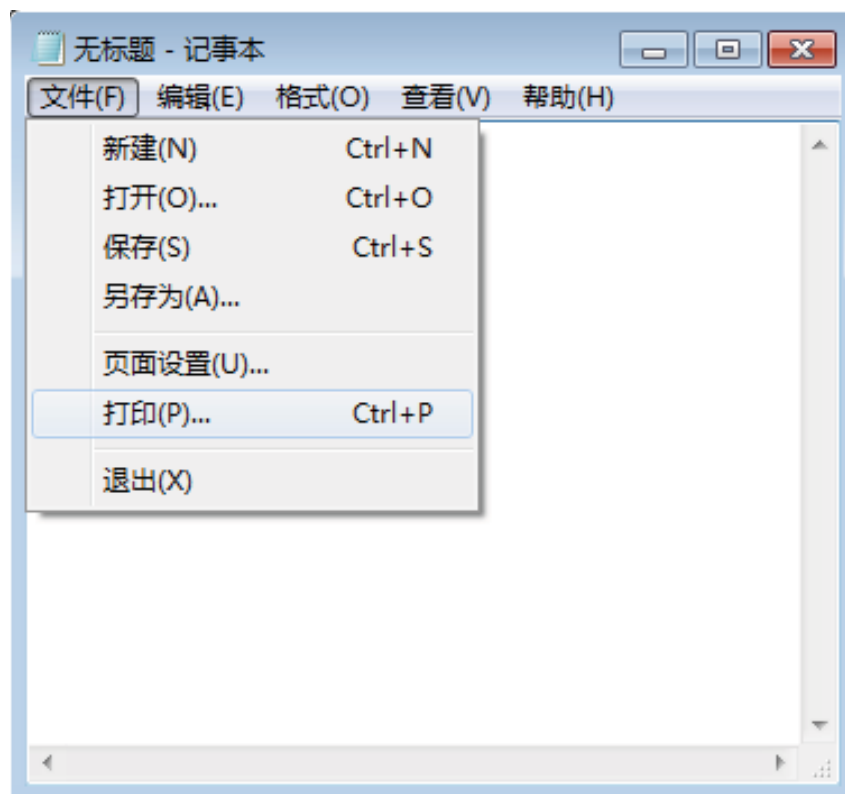 无标题 - 记事本
文件(F) 编辑(E) 格式(O) 查看(V) 帮助(H)
新建(N) Ctrl+N
打开(O)... Ctrl+O
保存(S) Ctrl+S
另存为(A)...
页面设置(U)...
打印(P)... Ctrl+P
退出(X)